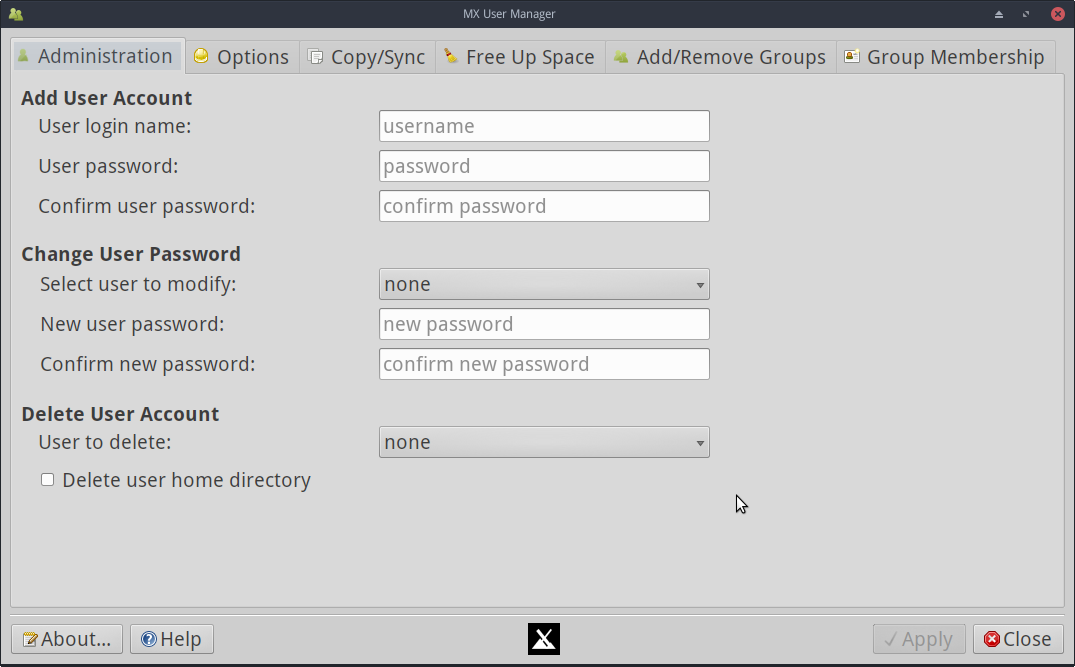 MX User Manager
Administration Options Copy/Sync Free Up Space Add/Remove Groups Group Membership
Add User Account
User login name: username
User password: password
Confirm user password: confirm password
Change User Password
Select user to modify: none
New user password: new password
Confirm new password: confirm new password
Delete User Account
User to delete: none
Delete user home directory
About... Help Apply Close